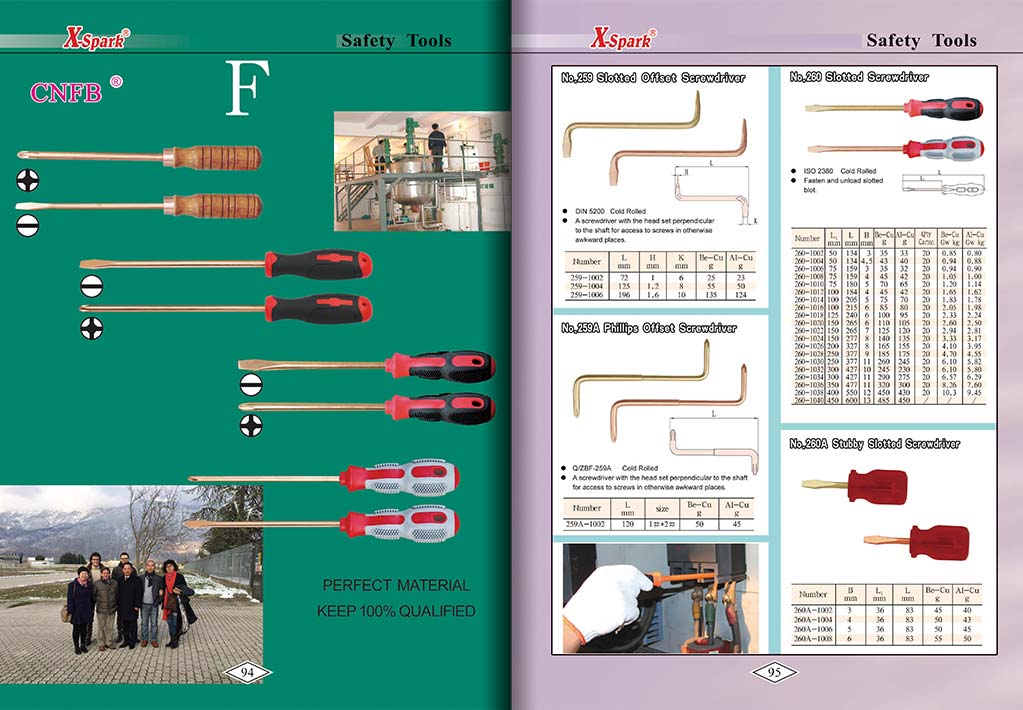 X-Spark®
Safety Tools
CNFB ®
F
PERFECT MATERIAL
KEEP 100% QUALIFIED
94
X-Spark®
Safety Tools
No,259 Slotted Offset Screwdriver
L
H
K
● DIN 5200 Cold Rolled
● A screwdriver with the head set perpendicular
to the shaft for access to screws in otherwise
awkward places.
Number L mm H mm K mm Be-Cu g Al-Cu g
259-1002 72 1 6 25 23
259-1004 125 1.2 8 55 50
259-1006 196 1.6 10 135 124
No,259A Phillips Offset Screwdriver
L
● Q/ZBF-259A Cold Rolled
● A screwdriver with the head set perpendicular to the shaft
for access to screws in otherwise awkward places.
Number L mm size Be-Cu g Al-Cu g
259A-1002 120 1#*2# 50 45
No,260 Slotted Screwdriver
● ISO 2380 Cold Rolled
● Fasten and unload slotted
blot.
L
L₁
Number L₁ mm L mm B mm Be-Cu g Al-Cu g Qty Carton Be-Cu Gw kg Al-Cu Gw kg
260-1002 50 134 3 35 33 20 0.85 0.80
260-1004 50 134 4.5 43 40 20 0.94 0.88
260-1006 75 159 3 35 32 20 0.94 0.90
260-1008 75 159 4 45 42 20 1.05 1.00
260-1010 75 180 5 70 65 20 1.20 1.14
260-1012 100 184 4 45 42 20 1.65 1.62
260-1014 100 205 5 75 70 20 1.83 1.78
260-1016 100 215 6 85 80 20 2.05 1.98
260-1018 125 240 6 100 95 20 2.33 2.24
260-1020 150 265 6 110 105 20 2.60 2.50
260-1022 150 265 7 125 120 20 2.94 2.81
260-1024 150 277 8 140 135 20 3.33 3.17
260-1026 200 327 8 165 155 20 4.10 3.95
260-1028 250 377 9 185 175 20 4.70 4.55
260-1030 250 377 11 260 245 20 6.10 5.82
260-1032 300 427 10 245 230 20 6.10 5.80
260-1034 300 427 11 290 275 20 6.57 6.29
260-1036 350 477 11 320 300 20 8.26 7.60
260-1038 400 550 12 450 430 20 10.3 9.45
260-1040 450 600 13 485 450 / / /
No,260A Stubby Slotted Screwdriver
Number B mm L₁ mm L mm Be-Cu g Al-Cu g
260A-1002 3 36 83 45 40
260A-1004 4 36 83 50 43
260A-1006 5 36 83 50 45
260A-1008 6 36 83 55 50
95